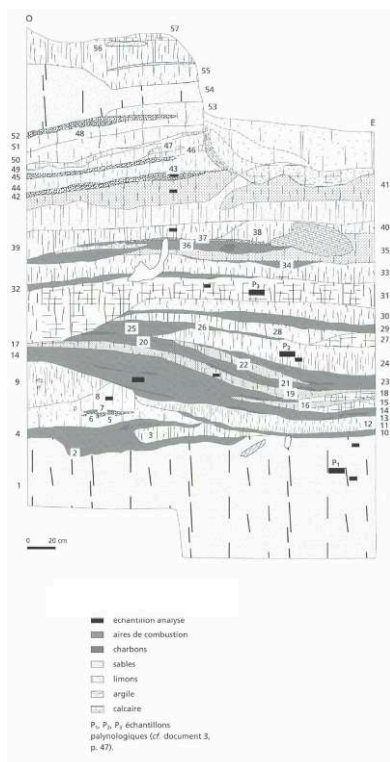 O
57
56
55
54
53
E
52 48
51 47 46
50
49
45 43
44 41
42
40
37 38
39 36 35
34
33
32 P₃ 31
30
25 26 29
28
17 20 27
14 P₂
22 24
9 21 23
19 18
8 16 15
7 14
6 5 13
12
4 3 11
10
2
1 P₁
0 20 cm
échantillon analysé
aires de combustion
charbons
sables
limons
argile
calcaire
P₁, P₂, P₃ échantillons
palynologiques (cf. document 3,
p. 47).